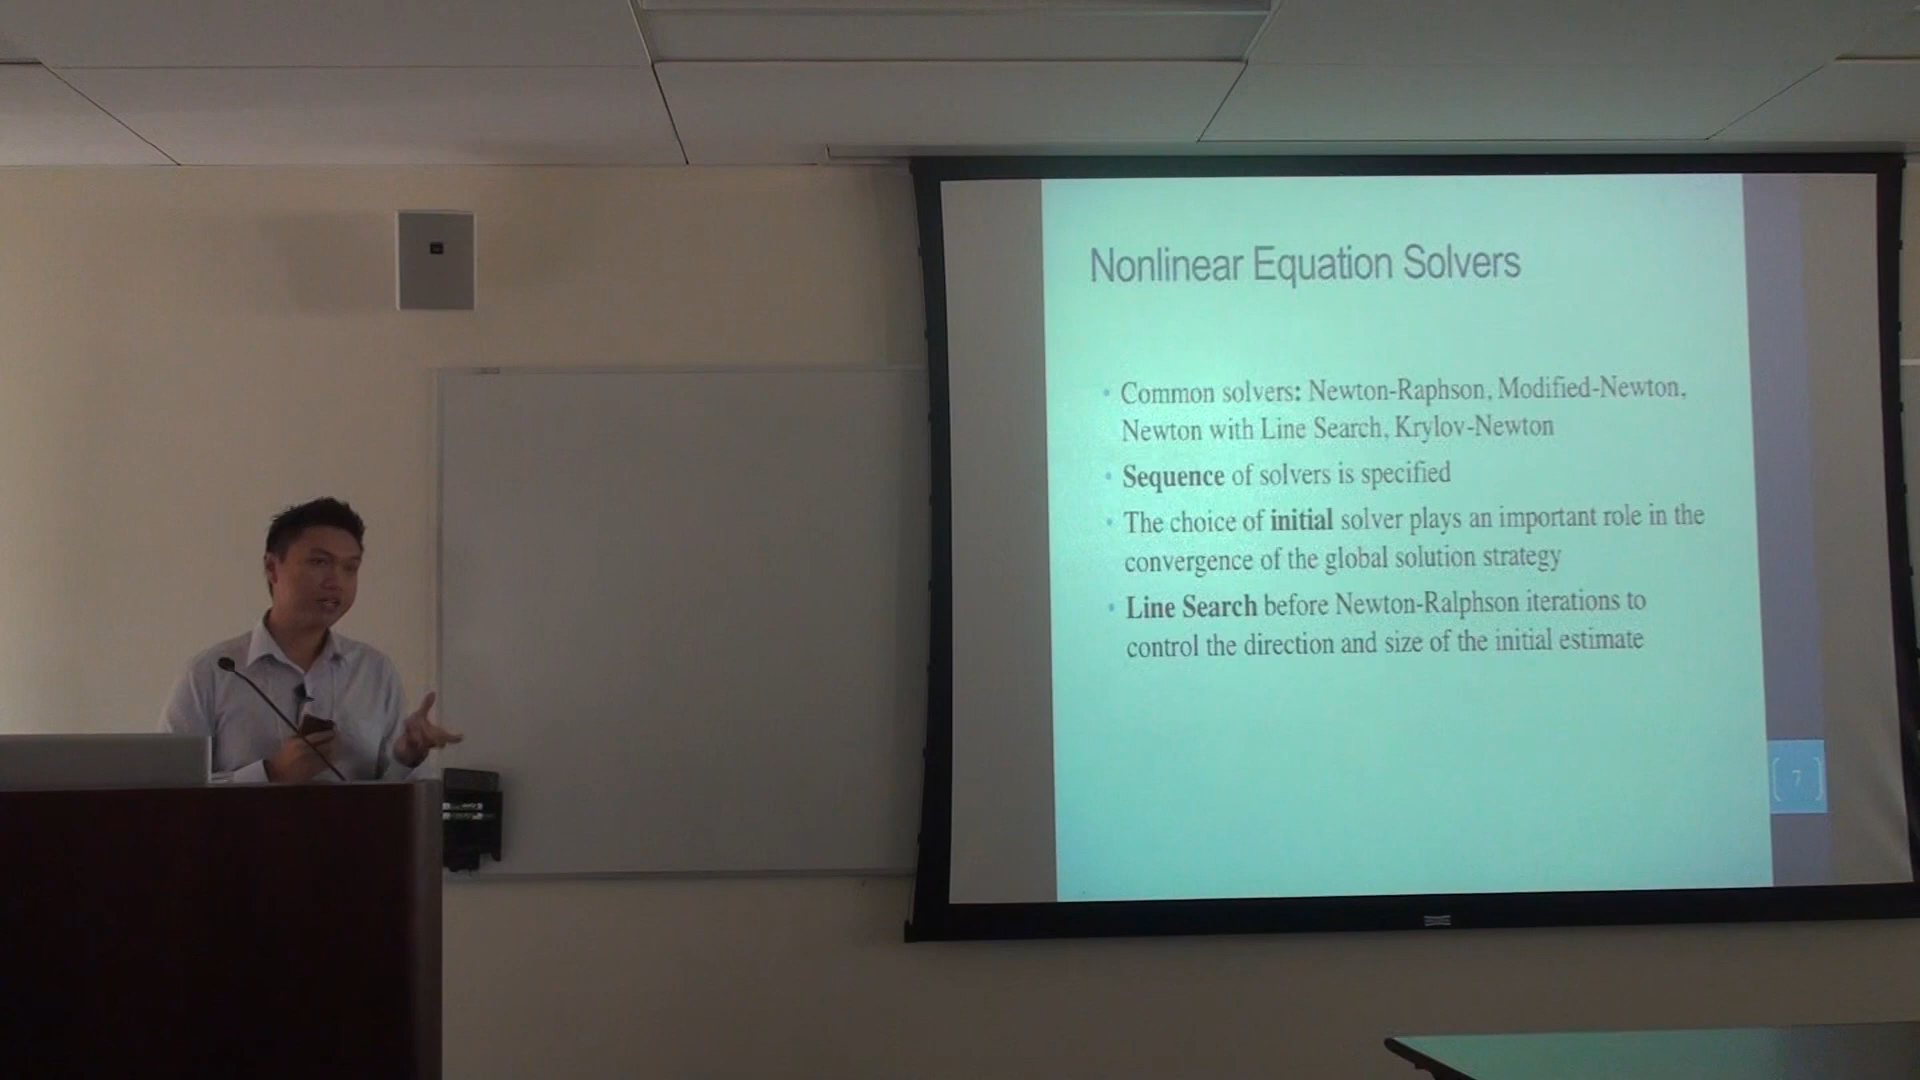 Nonlinear Equation Solvers
Common solvers: Newton-Raphson, Modified-Newton,
Newton with Line Search, Krylov-Newton
Sequence of solvers is specified
The choice of initial solver plays an important role in the
convergence of the global solution strategy
Line Search before Newton-Ralphson iterations to
control the direction and size of the initial estimate
7